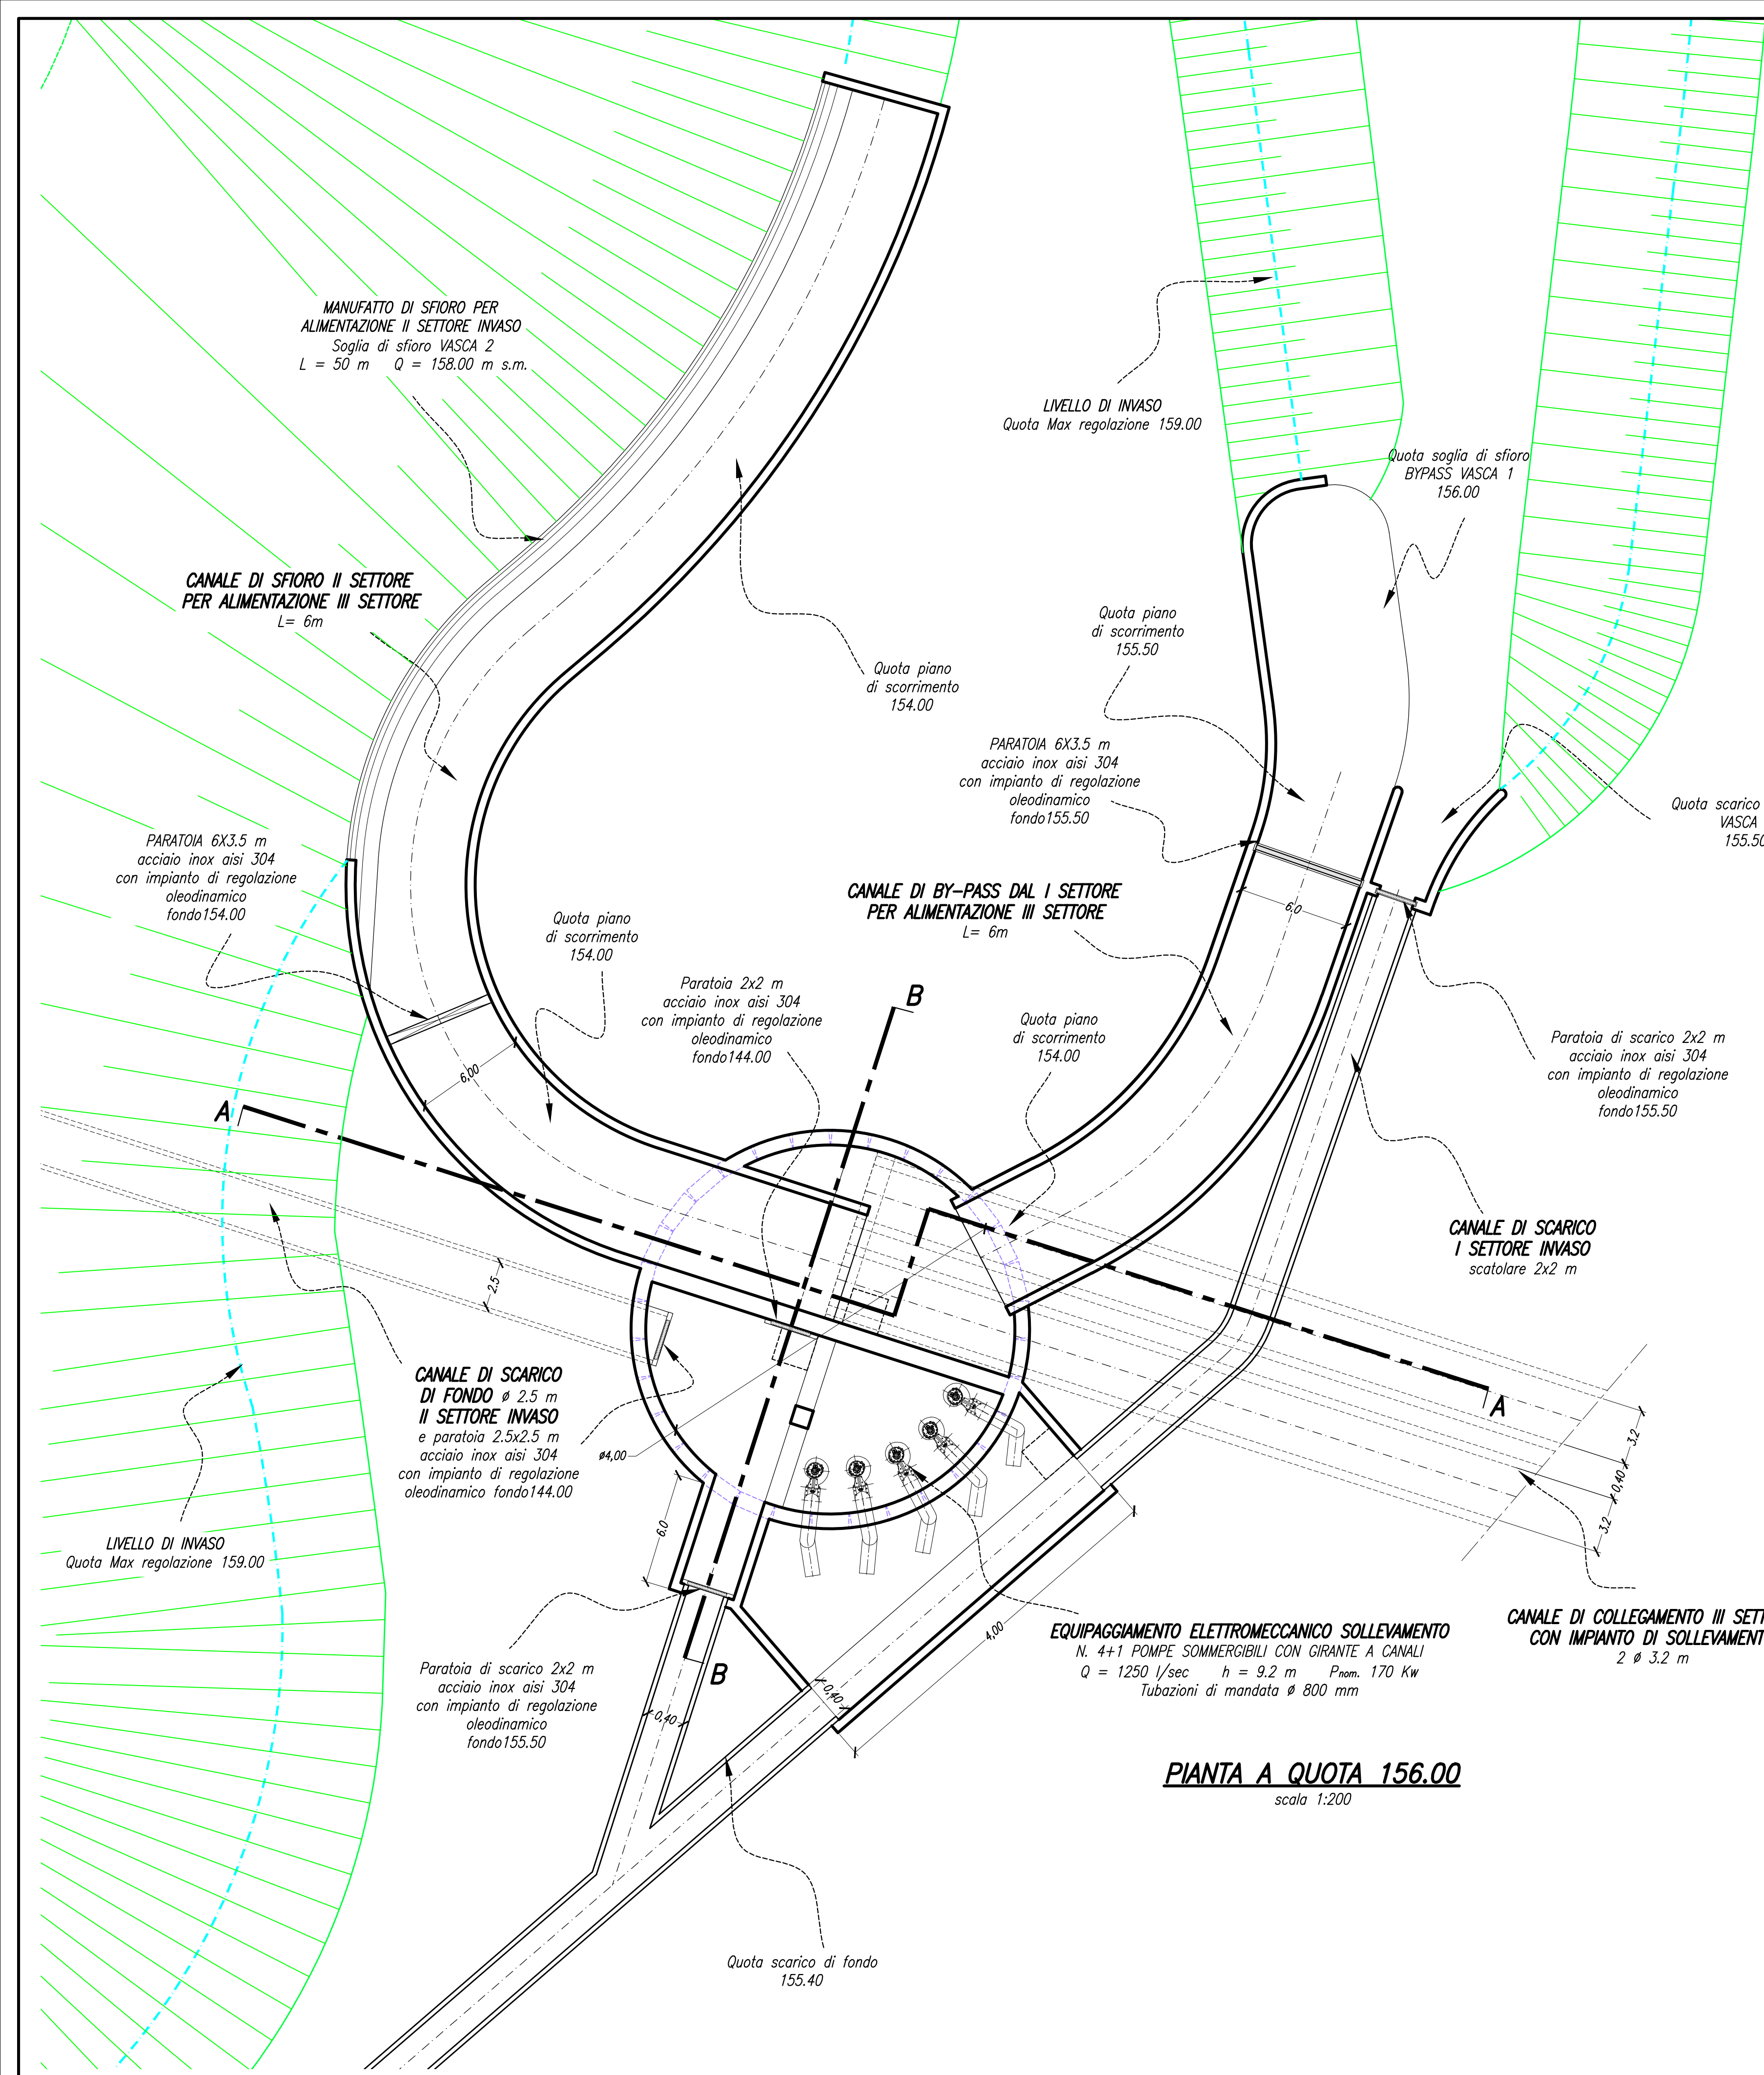 MANUFATTO DI SFIORO PER
ALIMENTAZIONE II SETTORE INVASO
Soglia di sfioro VASCA 2
L = 50 m Q = 158.00 m s.m.
LIVELLO DI INVASO
Quota Max regolazione 159.00
Quota soglia di sfioro
BYPASS VASCA 1
156.00
CANALE DI SFIORO II SETTORE
PER ALIMENTAZIONE III SETTORE
L= 6m
Quota piano
di scorrimento
155.50
Quota piano
di scorrimento
154.00
PARATOIA 6X3.5 m
acciaio inox aisi 304
con impianto di regolazione
oleodinamico
fondo155.50
Quota scarico
VASCA
155.50
PARATOIA 6X3.5 m
acciaio inox aisi 304
con impianto di regolazione
oleodinamico
fondo154.00
CANALE DI BY-PASS DAL I SETTORE
PER ALIMENTAZIONE III SETTORE
L= 6m
6.0
Quota piano
di scorrimento
154.00
Paratoia 2x2 m
acciaio inox aisi 304
con impianto di regolazione
oleodinamico
fondo144.00
B
Quota piano
di scorrimento
154.00
Paratoia di scarico 2x2 m
acciaio inox aisi 304
con impianto di regolazione
oleodinamico
fondo155.50
6,00
A
CANALE DI SCARICO
I SETTORE INVASO
scatolare 2x2 m
2.5
CANALE DI SCARICO
DI FONDO ø 2.5 m
II SETTORE INVASO
e paratoia 2.5x2.5 m
acciaio inox aisi 304
con impianto di regolazione
oleodinamico fondo144.00
A
3.2
0,40
3.2
ø4,00
6.0
LIVELLO DI INVASO
Quota Max regolazione 159.00
4,00
EQUIPAGGIAMENTO ELETTROMECCANICO SOLLEVAMENTO
N. 4+1 POMPE SOMMERGIBILI CON GIRANTE A CANALI
Q = 1250 l/sec h = 9.2 m Pnom. 170 Kw
Tubazioni di mandata ø 800 mm
CANALE DI COLLEGAMENTO III SETT
CON IMPIANTO DI SOLLEVAMENT
2 ø 3.2 m
Paratoia di scarico 2x2 m
acciaio inox aisi 304
con impianto di regolazione
oleodinamico
fondo155.50
B
0,40
0,40
PIANTA A QUOTA 156.00
scala 1:200
Quota scarico di fondo
155.40